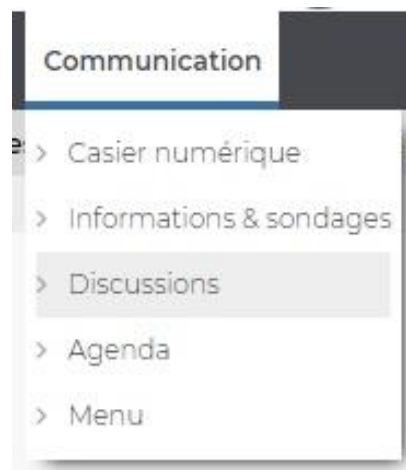 Communication
> Casier numérique
> Informations & sondages
> Discussions
> Agenda
> Menu